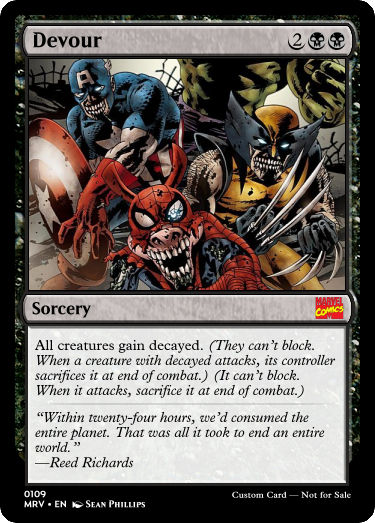 Devour 2
Sorcery MARVEL COMICS
All creatures gain decayed. (They can't block.
When a creature with decayed attacks, its controller
sacrifices it at end of combat.) (It can't block.
When it attacks, sacrifice it at end of combat.)
“Within twenty-four hours, we'd consumed the
entire planet. That was all it took to end an entire
world.”
—Reed Richards
0109
MRV • EN SEAN PHILLIPS Custom Card — Not for Sale